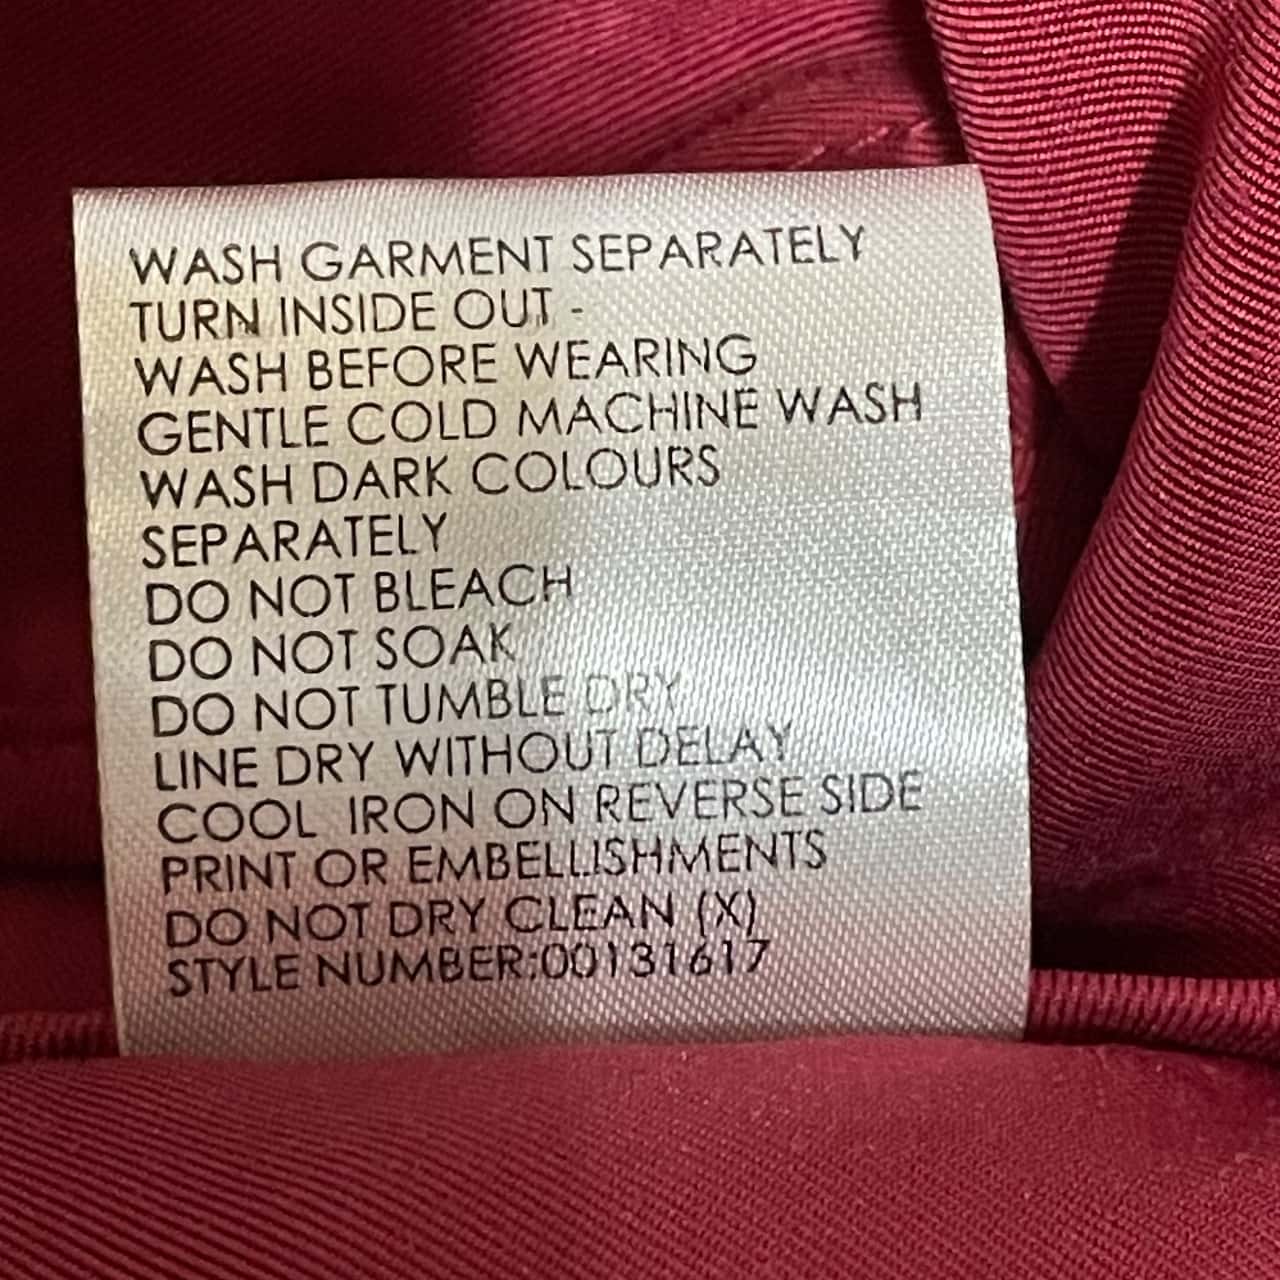 WASH GARMENT SEPARATELY
TURN INSIDE OUT -
WASH BEFORE WEARING
GENTLE COLD MACHINE WASH
WASH DARK COLOURS
SEPARATELY
DO NOT BLEACH
DO NOT SOAK
DO NOT TUMBLE DRY
LINE DRY WITHOUT DELAY
COOL IRON ON REVERSE SIDE
PRINT OR EMBELLISHMENTS
DO NOT DRY CLEAN (X)
STYLE NUMBER:00131617